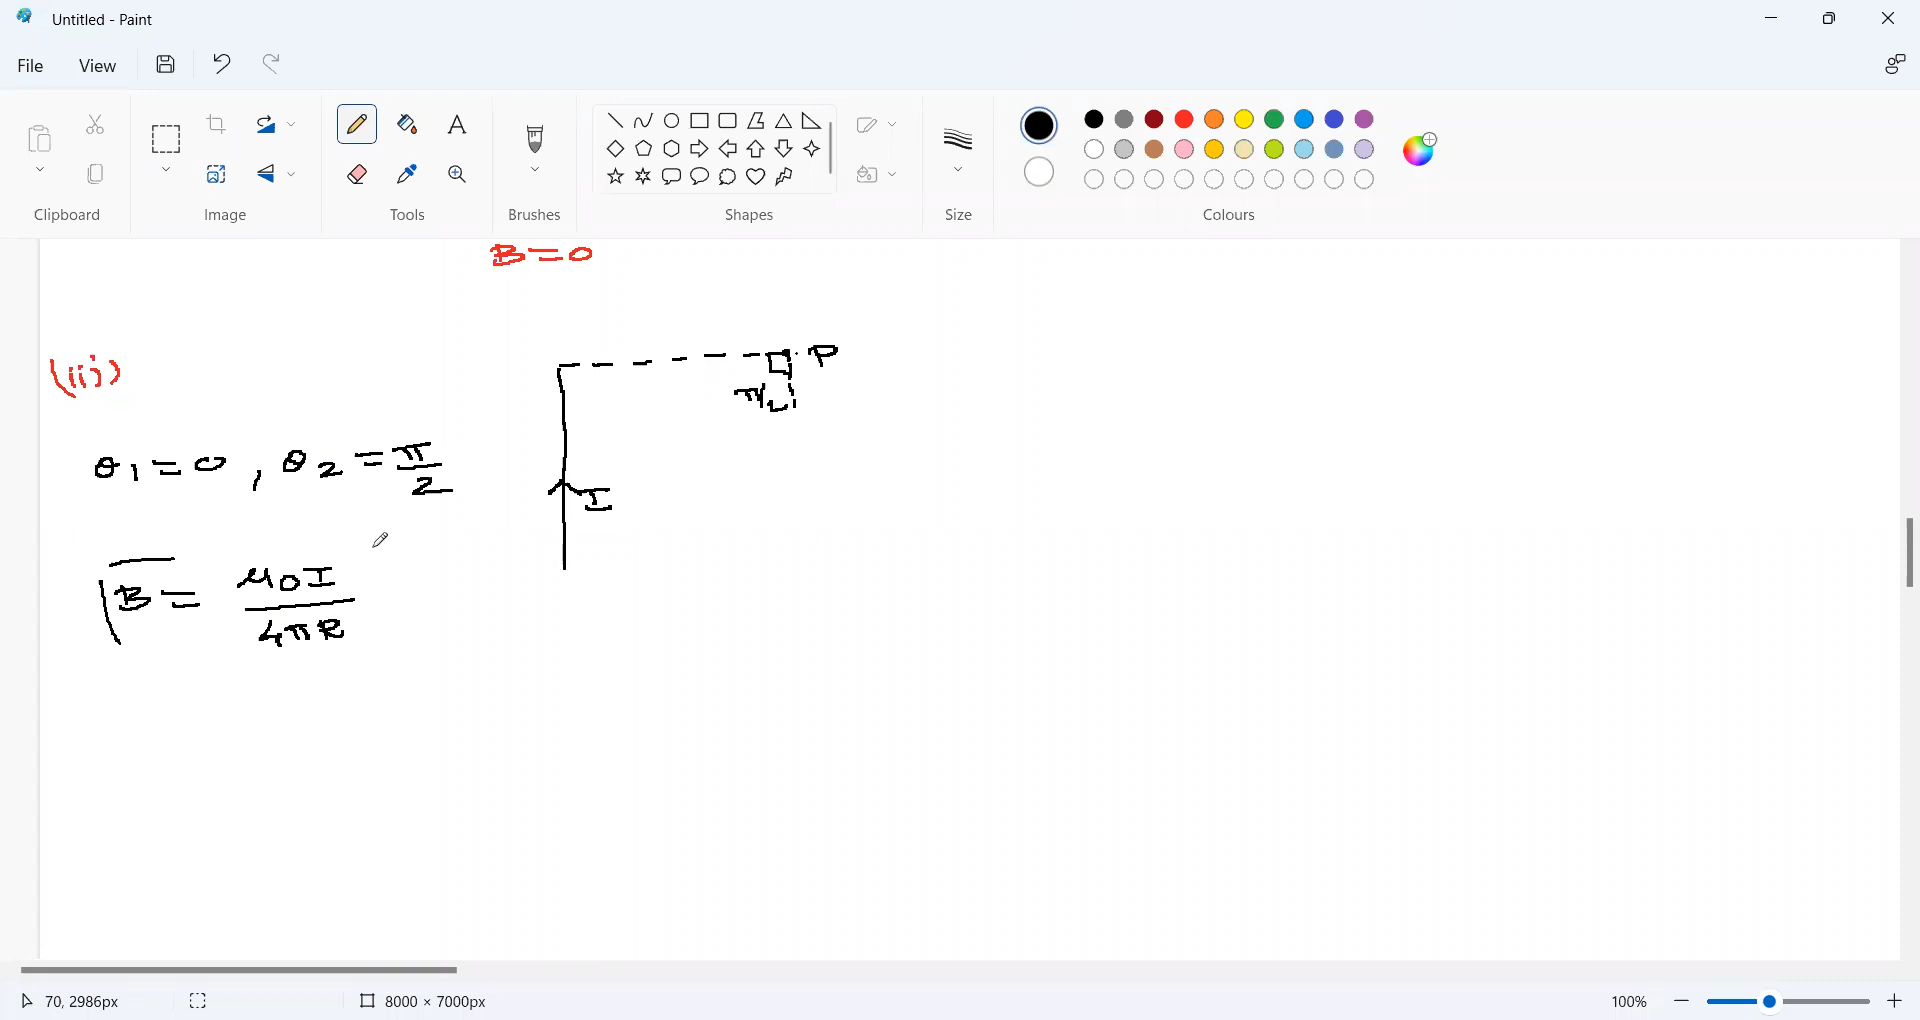 Untitled - Paint
File View
Clipboard Image Tools Brushes Shapes Size Colours
B=0
(ii)
P
π/2
θ1=0, θ2=π/2
I
B= μ0I/4πR
70, 2986px 8000 × 7000px 100%